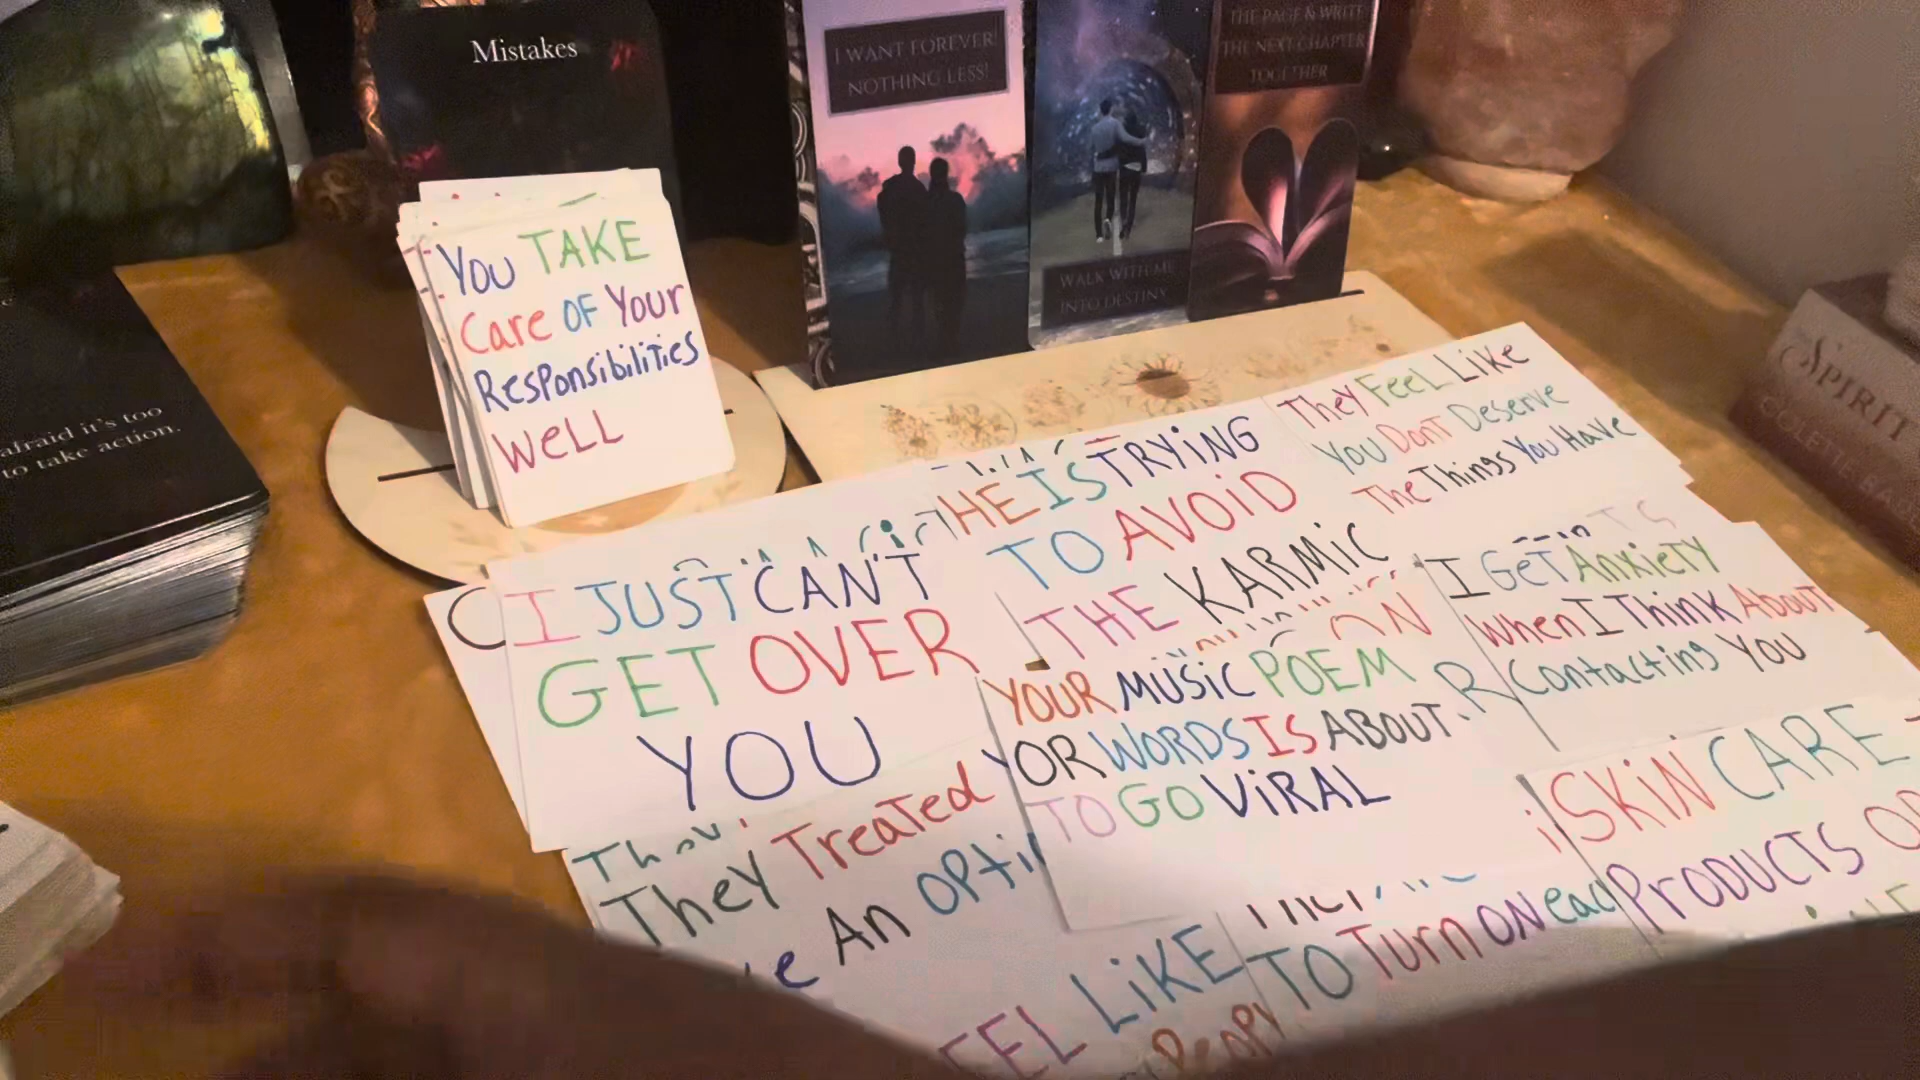 Mistakes
I WANT FOREVER!
NOTHING LESS!
WALK WITH ME
INTO DESTINY
THE PAGE & WRITE
THE NEXT CHAPTER
TOGETHER
afraid it's too
to take action.
You TAKE
Care OF Your
Responsibilities
Well
SPIRIT
COLETTE
They Feel Like
You Dont Deserve
The Things You Have
HE IS TRYING
TO AVOID
THE KARMIC
I JUST CAN'T
GET OVER
YOU
I GeT Anxiety
When I Think About
Contacting You
YOUR MUSIC POEM
OR WORDS IS ABOUT
TO GO VIRAL
They Treated
An
SKIN CARE
PRODUCTS
LIKE
TO Turn ON